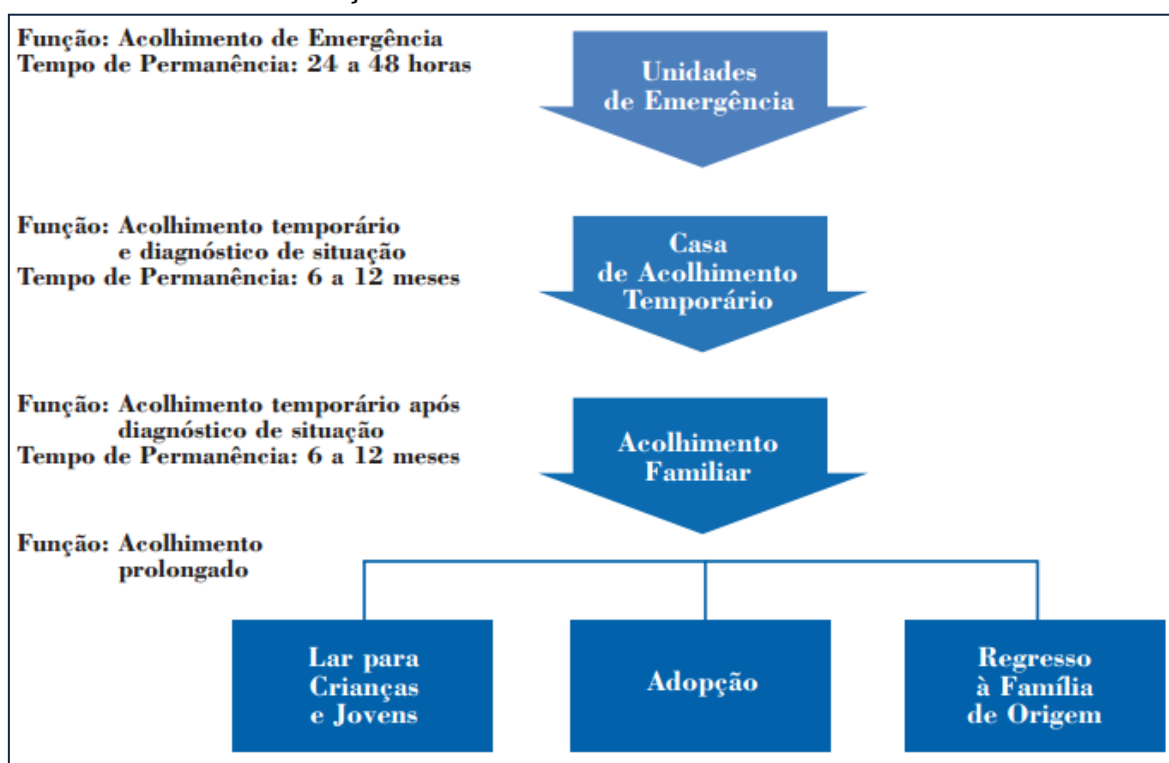 Função: Acolhimento de Emergência
Tempo de Permanência: 24 a 48 horas
Unidades
de Emergência
Função: Acolhimento temporário
e diagnóstico de situação
Tempo de Permanência: 6 a 12 meses
Casa
de Acolhimento
Temporário
Função: Acolhimento temporário após
diagnóstico de situação
Tempo de Permanência: 6 a 12 meses
Acolhimento
Familiar
Função: Acolhimento
prolongado
Lar para
Crianças
e Jovens
Adopção
Regresso
à Família
de Origem